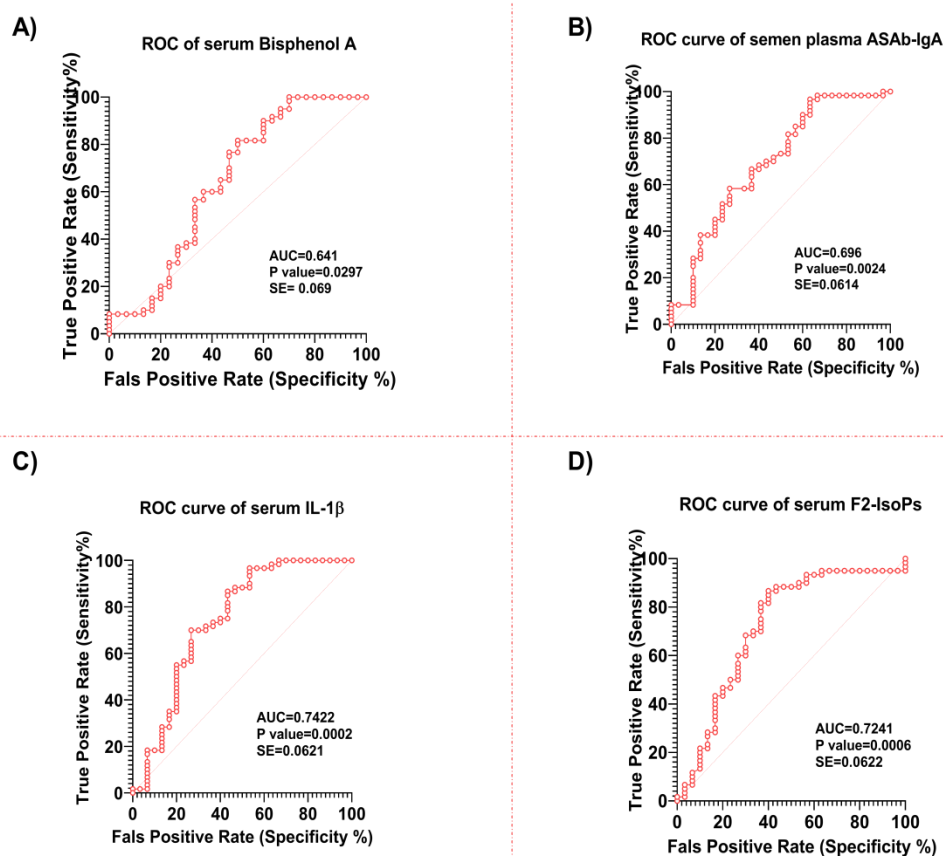 A)
ROC of serum Bisphenol A
True Positive Rate (Sensitivity%)
100
80
60
40
20
0
AUC=0.641
P value=0.0297
SE= 0.069
0 20 40 60 80 100
Fals Positive Rate (Specificity %)
B)
ROC curve of semen plasma ASAb-IgA
True Positive Rate (Sensitivity%)
100
80
60
40
20
0
AUC=0.696
P value=0.0024
SE=0.0614
0 20 40 60 80 100
Fals Positive Rate (Specificity %)
C)
ROC curve of serum IL-1β
True Positive Rate (Sensitivity%)
100
80
60
40
20
0
AUC=0.7422
P value=0.0002
SE=0.0621
0 20 40 60 80 100
Fals Positive Rate (Specificity %)
D)
ROC curve of serum F2-IsoPs
True Positive Rate (Sensitivity%)
100
80
60
40
20
0
AUC=0.7241
P value=0.0006
SE=0.0622
0 20 40 60 80 100
Fals Positive Rate (Specificity %)